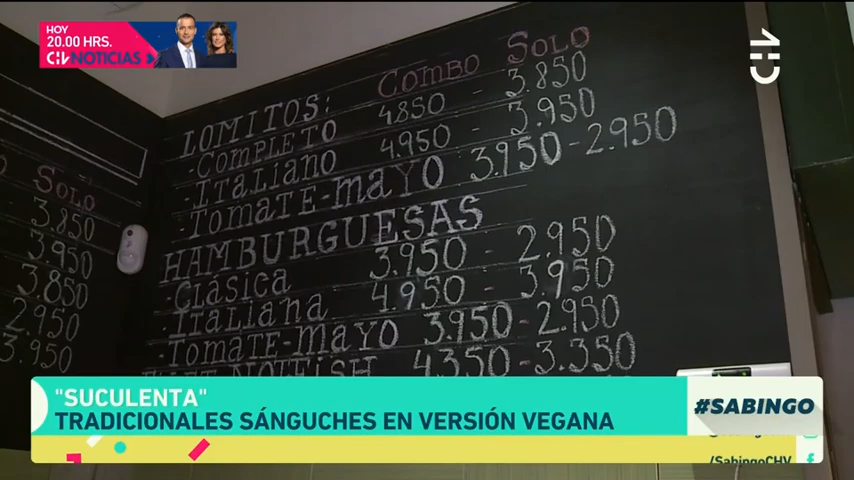 HOY
20.00 HRS.
CHV NOTICIAS
CHV
COMBO SOLO
LOMITOS:
-COMPLETO 4.850 - 3.850
-ITALIANO 4.950 - 3.950
-TOMATE-MAYO 3.950-2.950
HAMBURGUESAS
-CLÁSICA 3.950 - 2.950
-ITALIANA 4.950 - 3.950
-TOMATE-MAYO 3.950-2.950
NOTFISH 4.350-3.350
SOLO
3.850
3.950
3.850
2.950
3.950
"SUCULENTA"
TRADICIONALES SÁNGUCHES EN VERSIÓN VEGANA
#SABINGO
/SabingoCHV